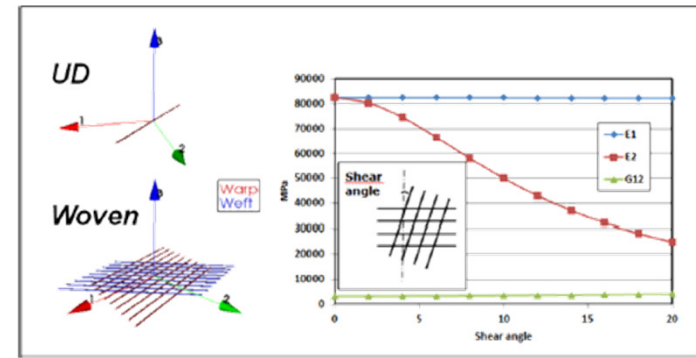 UD
3
1
2
Woven
3
1
2
Warp
Weft
90000
80000
70000
60000
50000
40000
30000
20000
10000
0
MPa
0 5 10 15 20
Shear angle
Shear
angle
E1
E2
G12